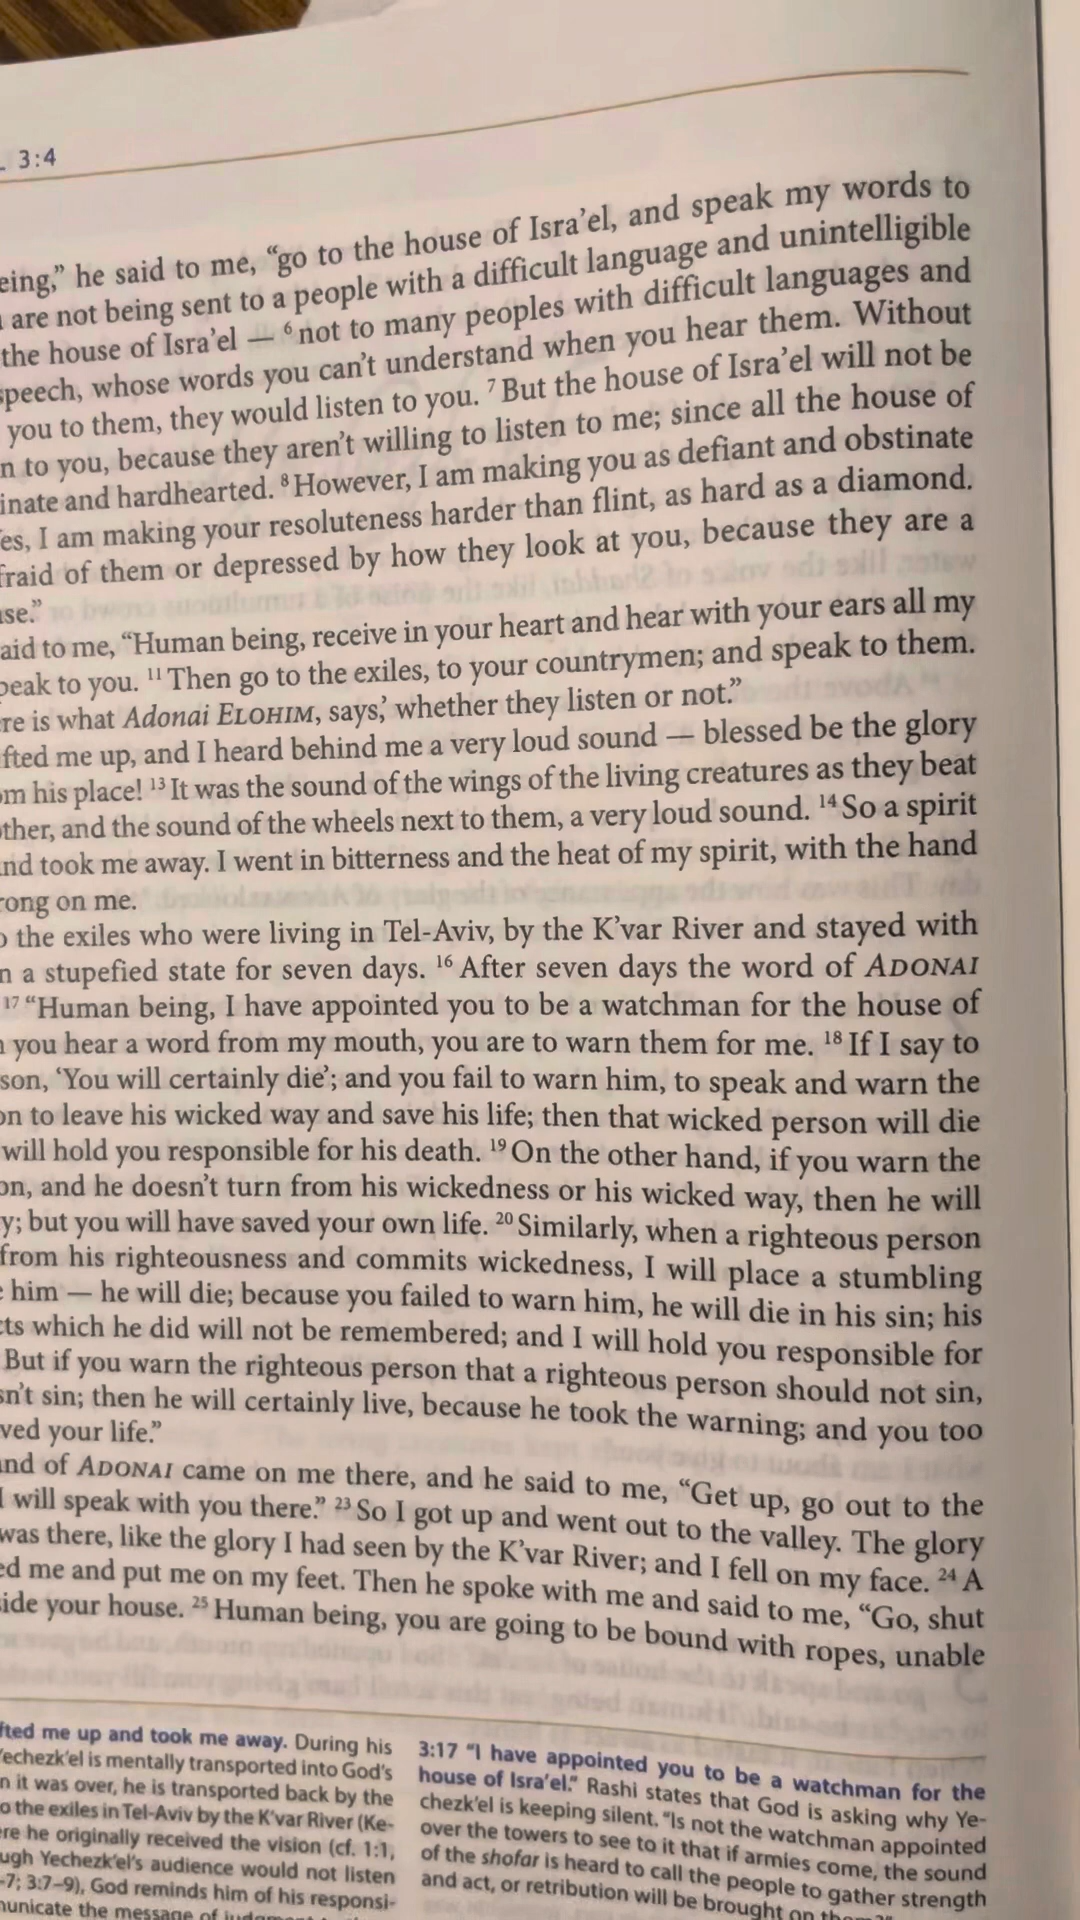 3:4
eing,” he said to me, “go to the house of Isra’el, and speak my words to
are not being sent to a people with a difficult language and unintelligible
the house of Isra’el — ⁶not to many peoples with difficult languages and
speech, whose words you can’t understand when you hear them. Without
you to them, they would listen to you. ⁷But the house of Isra’el will not be
n to you, because they aren’t willing to listen to me; since all the house of
inate and hardhearted. ⁸However, I am making you as defiant and obstinate
es, I am making your resoluteness harder than flint, as hard as a diamond.
fraid of them or depressed by how they look at you, because they are a
use.”
aid to me, “Human being, receive in your heart and hear with your ears all my
peak to you. ¹¹Then go to the exiles, to your countrymen; and speak to them.
re is what Adonai ELOHIM, says,’ whether they listen or not.”
fted me up, and I heard behind me a very loud sound — blessed be the glory
om his place! ¹³It was the sound of the wings of the living creatures as they beat
other, and the sound of the wheels next to them, a very loud sound. ¹⁴So a spirit
nd took me away. I went in bitterness and the heat of my spirit, with the hand
rong on me.
o the exiles who were living in Tel-Aviv, by the K’var River and stayed with
n a stupefied state for seven days. ¹⁶After seven days the word of ADONAI
¹⁷“Human being, I have appointed you to be a watchman for the house of
you hear a word from my mouth, you are to warn them for me. ¹⁸If I say to
son, ‘You will certainly die’; and you fail to warn him, to speak and warn the
on to leave his wicked way and save his life; then that wicked person will die
will hold you responsible for his death. ¹⁹On the other hand, if you warn the
on, and he doesn’t turn from his wickedness or his wicked way, then he will
y; but you will have saved your own life. ²⁰Similarly, when a righteous person
from his righteousness and commits wickedness, I will place a stumbling
him — he will die; because you failed to warn him, he will die in his sin; his
cts which he did will not be remembered; and I will hold you responsible for
But if you warn the righteous person that a righteous person should not sin,
sn’t sin; then he will certainly live, because he took the warning; and you too
ved your life.”
and of ADONAI came on me there, and he said to me, “Get up, go out to the
I will speak with you there.” ²³So I got up and went out to the valley. The glory
was there, like the glory I had seen by the K’var River; and I fell on my face. ²⁴A
ed me and put me on my feet. Then he spoke with me and said to me, “Go, shut
ide your house. ²⁵Human being, you are going to be bound with ropes, unable
fted me up and took me away. During his
Yechezk’el is mentally transported into God’s
n it was over, he is transported back by the
o the exiles in Tel-Aviv by the K’var River (Ke-
re he originally received the vision (cf. 1:1,
ugh Yechezk’el’s audience would not listen
-7; 3:7–9), God reminds him of his responsi-
municate the message of
3:17 “I have appointed you to be a watchman for the
house of Isra’el.” Rashi states that God is asking why Ye-
chezk’el is keeping silent. “Is not the watchman appointed
over the towers to see to it that if armies come, the sound
of the shofar is heard to call the people to gather strength
and act, or retribution will be brought on them?”